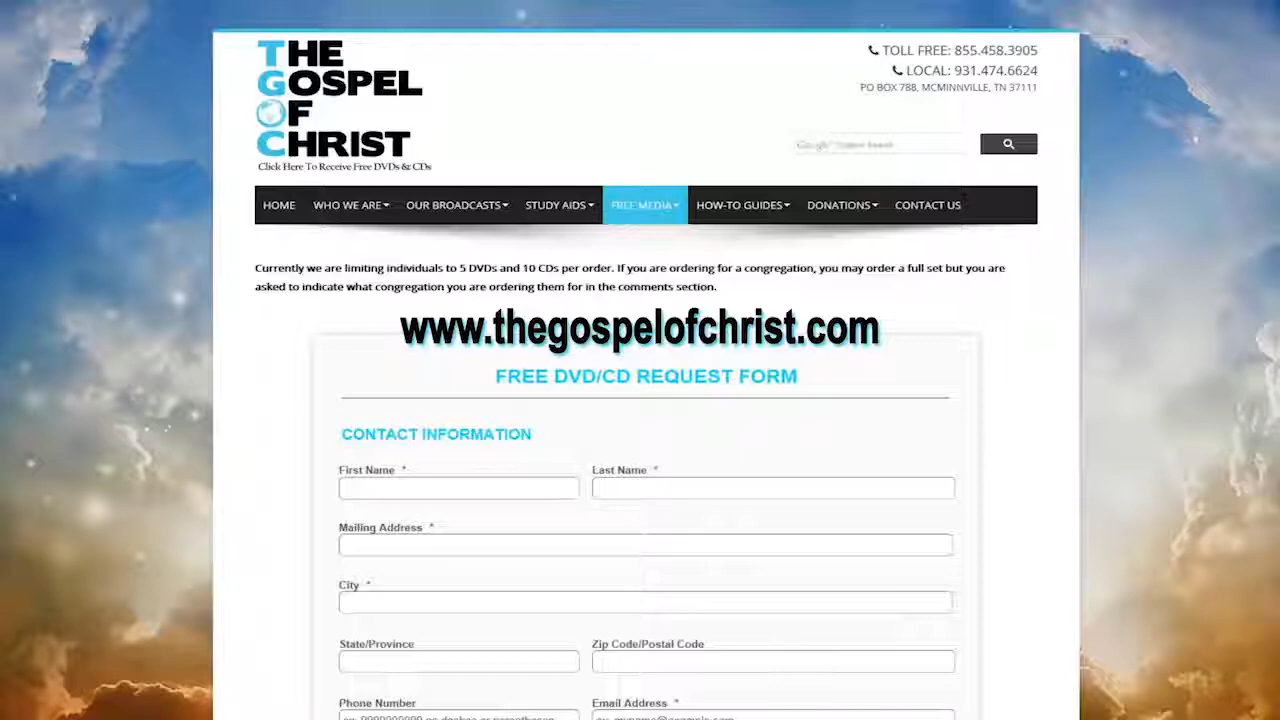 THE
GOSPEL
OF
CHRIST
Click Here To Receive Free DVDs & CDs
TOLL FREE: 855.458.3905
LOCAL: 931.474.6624
PO BOX 788, MCMINNVILLE, TN 37111
HOME WHO WE ARE OUR BROADCASTS STUDY AIDS FREE MEDIA HOW-TO GUIDES DONATIONS CONTACT US
Currently we are limiting individuals to 5 DVDs and 10 CDs per order. If you are ordering for a congregation, you may order a full set but you are
asked to indicate what congregation you are ordering them for in the comments section.
www.thegospelofchrist.com
FREE DVD/CD REQUEST FORM
CONTACT INFORMATION
First Name * Last Name *
Mailing Address *
City *
State/Province Zip Code/Postal Code
Phone Number Email Address *